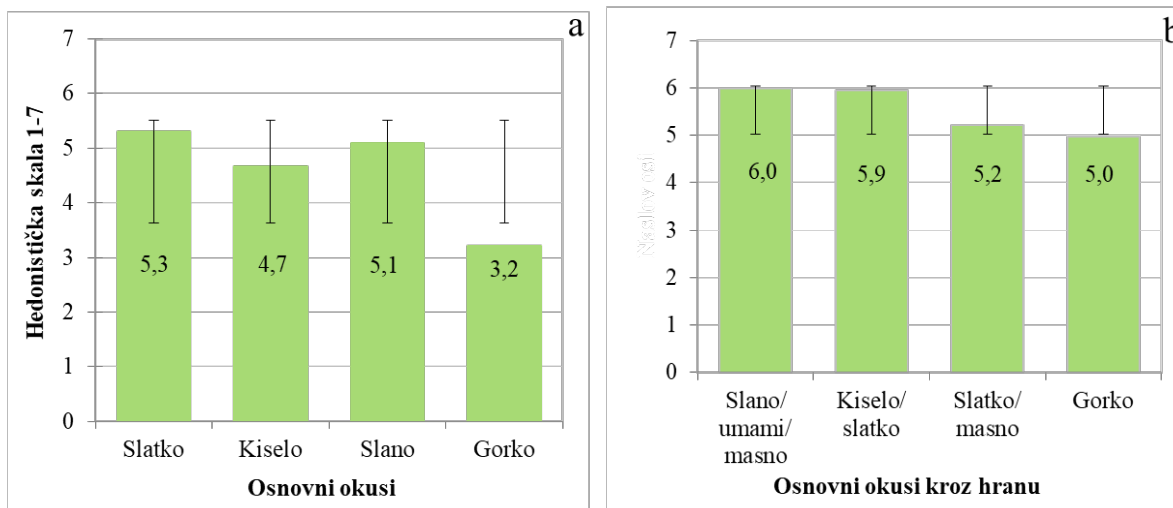 a
7
6
5
4
3
2
1
0
Hedonistička skala 1-7
5,3
4,7
5,1
3,2
Slatko
Kiselo
Slano
Gorko
Osnovni okusi
b
7
6
5
4
3
2
1
0
Naslov osi
6,0
5,9
5,2
5,0
Slano/
umami/
masno
Kiselo/
slatko
Slatko/
masno
Gorko
Osnovni okusi kroz hranu